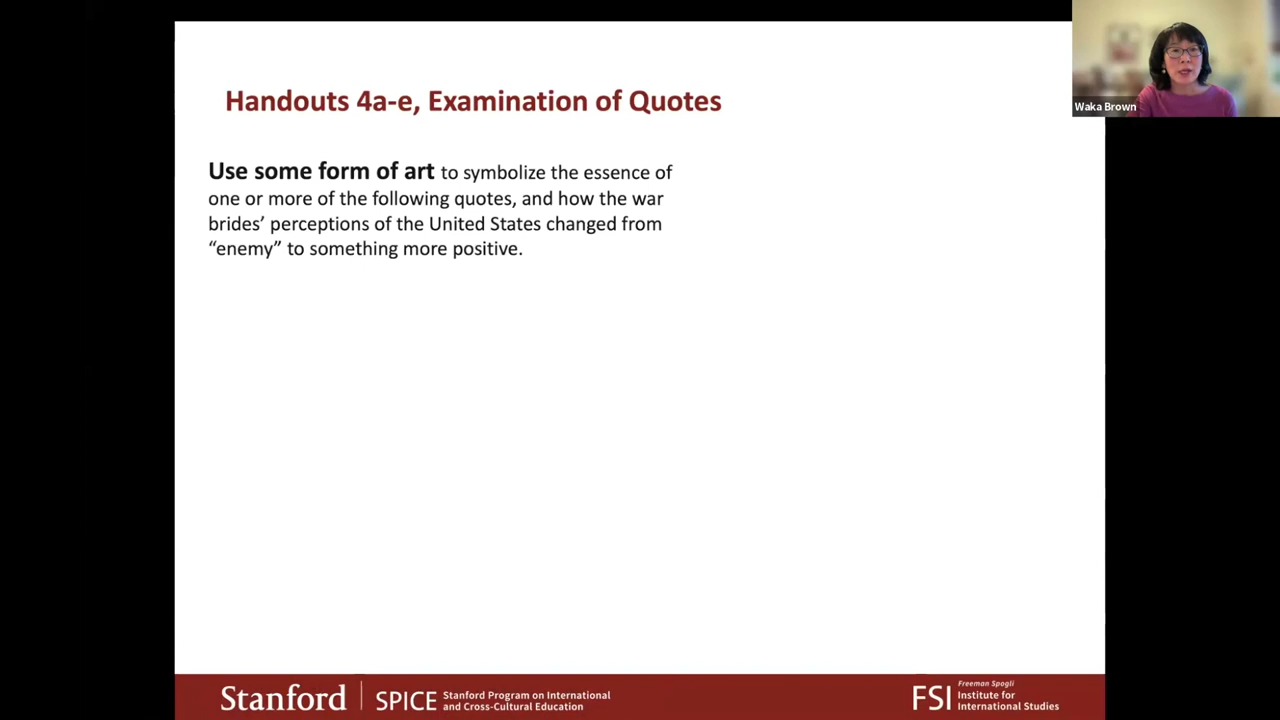 Waka Brown
Handouts 4a-e, Examination of Quotes
Use some form of art to symbolize the essence of
one or more of the following quotes, and how the war
brides’ perceptions of the United States changed from
“enemy” to something more positive.
Stanford
SPICE
Stanford Program on International
and Cross-Cultural Education
FSI
Freeman Spogli
Institute for
International Studies